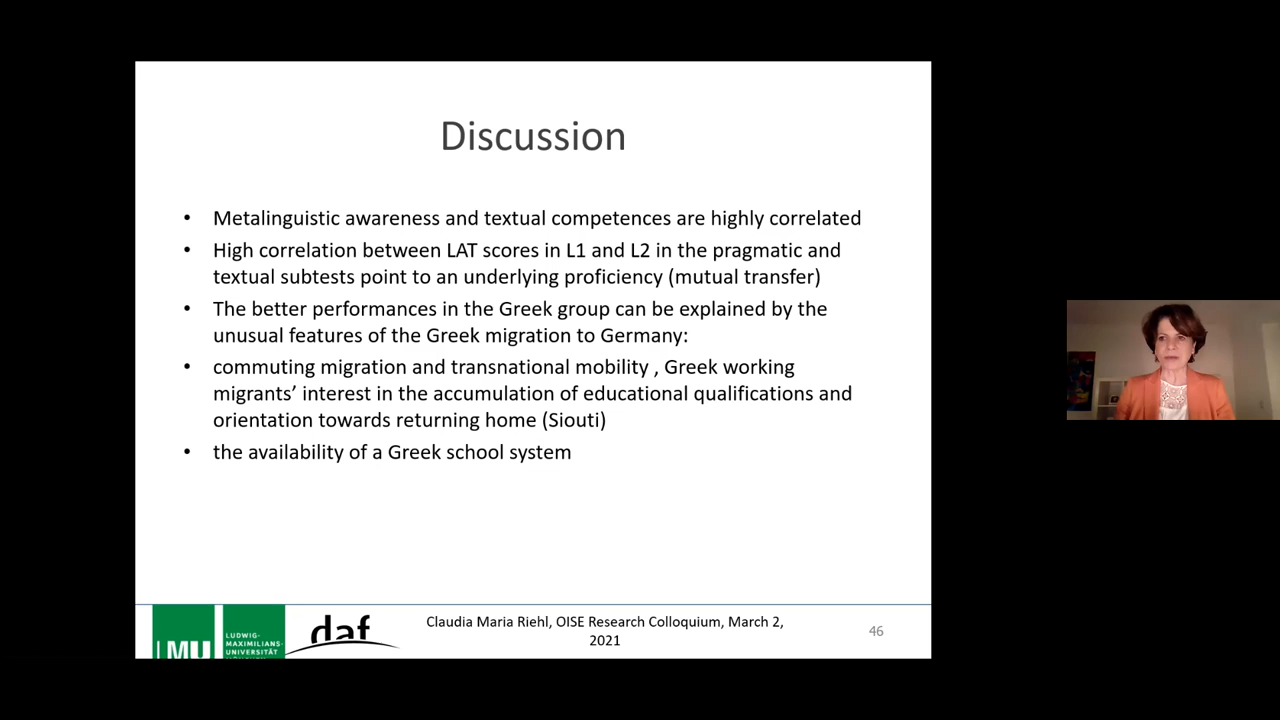 Discussion
• Metalinguistic awareness and textual competences are highly correlated
• High correlation between LAT scores in L1 and L2 in the pragmatic and
textual subtests point to an underlying proficiency (mutual transfer)
• The better performances in the Greek group can be explained by the
unusual features of the Greek migration to Germany:
• commuting migration and transnational mobility , Greek working
migrants’ interest in the accumulation of educational qualifications and
orientation towards returning home (Siouti)
• the availability of a Greek school system
LMU
LUDWIG-
MAXIMILIANS-
UNIVERSITÄT
MÜNCHEN
daf
Claudia Maria Riehl, OISE Research Colloquium, March 2,
2021
46